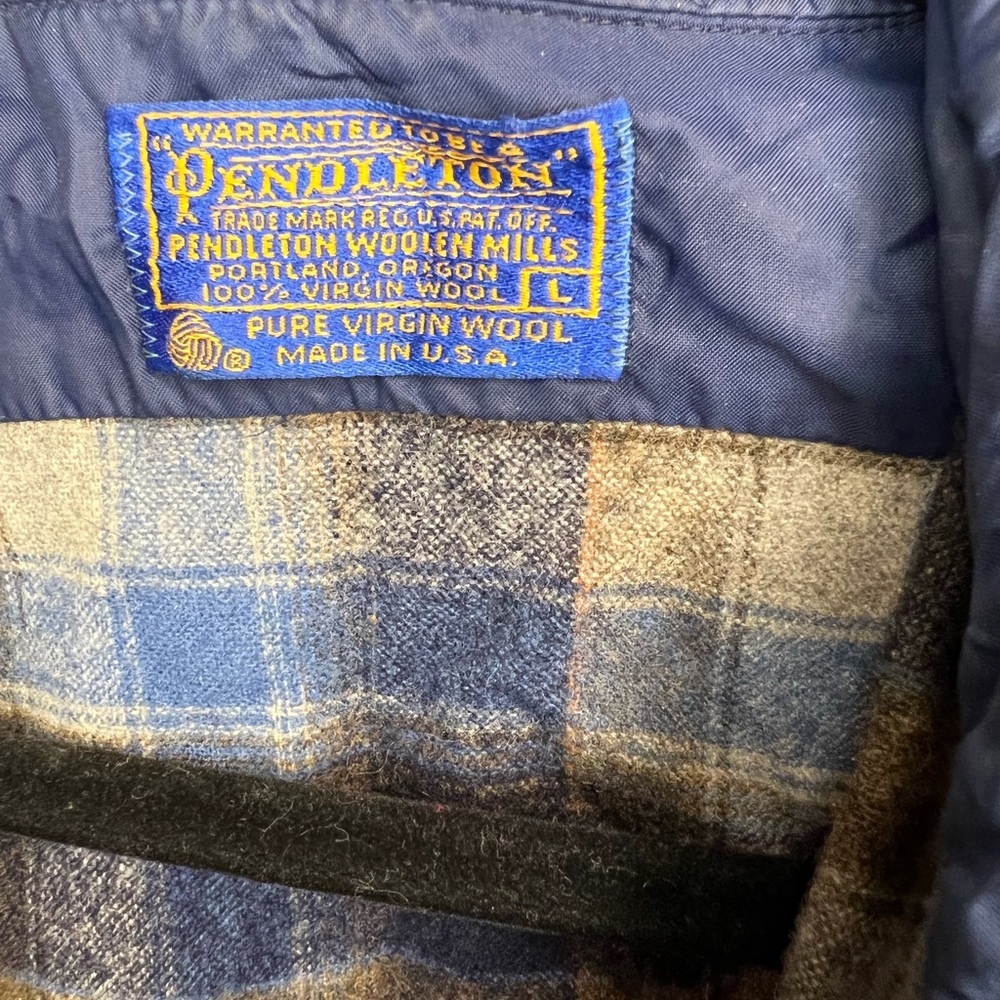 WARRANTED TO BE A
"PENDLETON"
TRADE MARK REG. U.S. PAT. OFF.
PENDLETON WOOLEN MILLS
PORTLAND, OREGON
100% VIRGIN WOOL L
PURE VIRGIN WOOL
® MADE IN U.S.A.